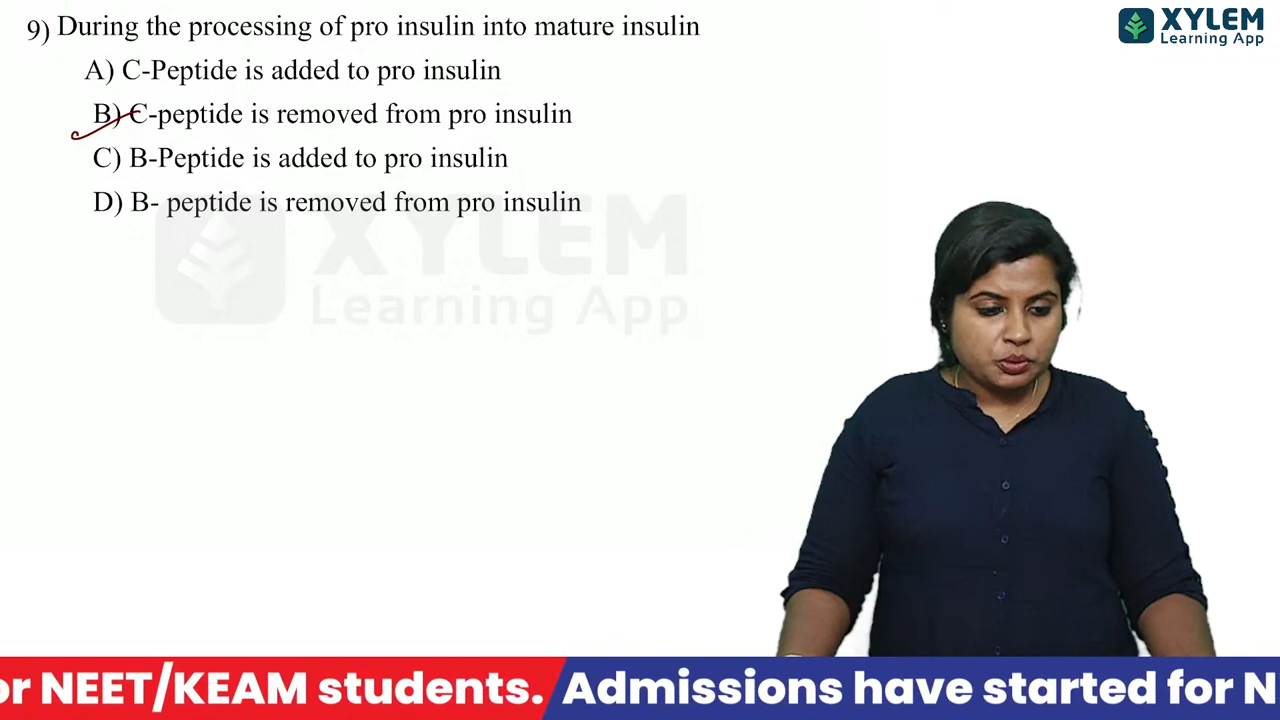 XYLEM
Learning App
9) During the processing of pro insulin into mature insulin
A) C-Peptide is added to pro insulin
B) C-peptide is removed from pro insulin
C) B-Peptide is added to pro insulin
D) B- peptide is removed from pro insulin
XYLEM
Learning App
or NEET/KEAM students. Admissions have started for N